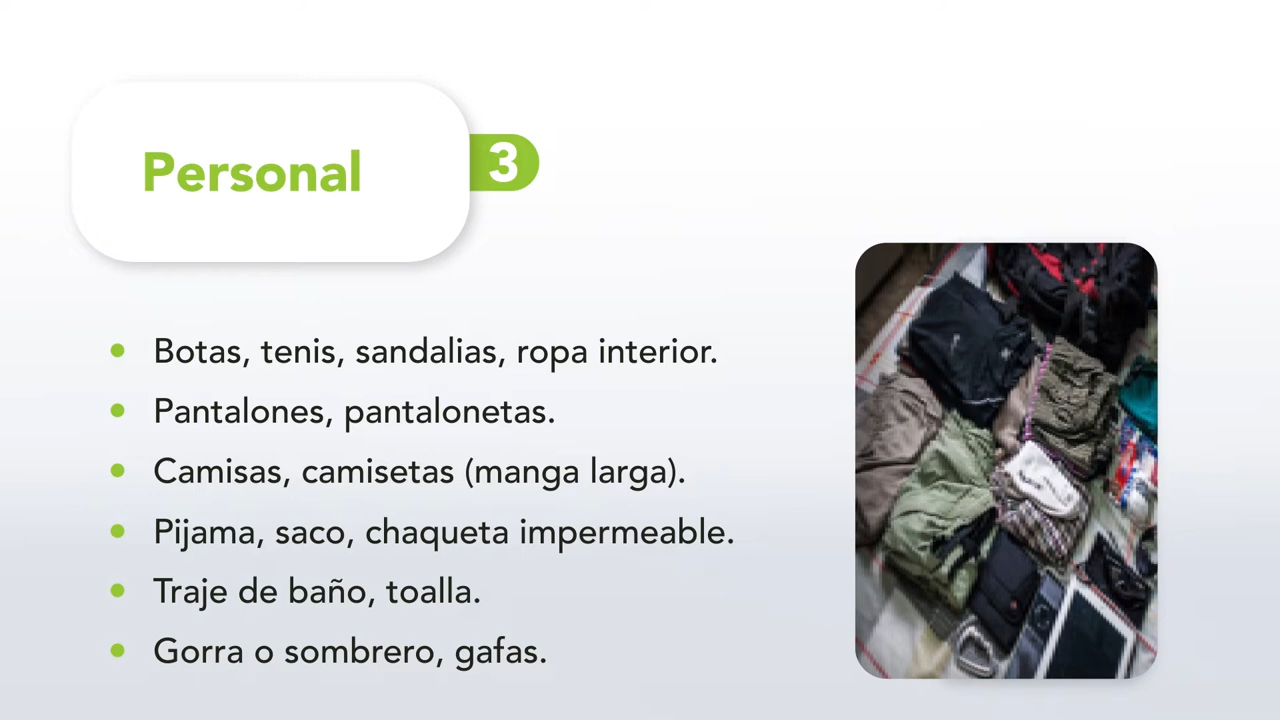 Personal
3
Botas, tenis, sandalias, ropa interior.
Pantalones, pantalonetas.
Camisas, camisetas (manga larga).
Pijama, saco, chaqueta impermeable.
Traje de baño, toalla.
Gorra o sombrero, gafas.